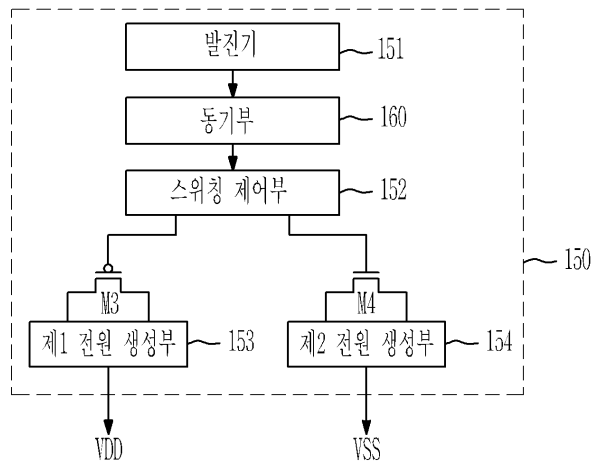 발진기 151
동기부 160
스위칭 제어부 152
150
M3 M4
제1 전원 생성부 153 제2 전원 생성부 154
VDD VSS